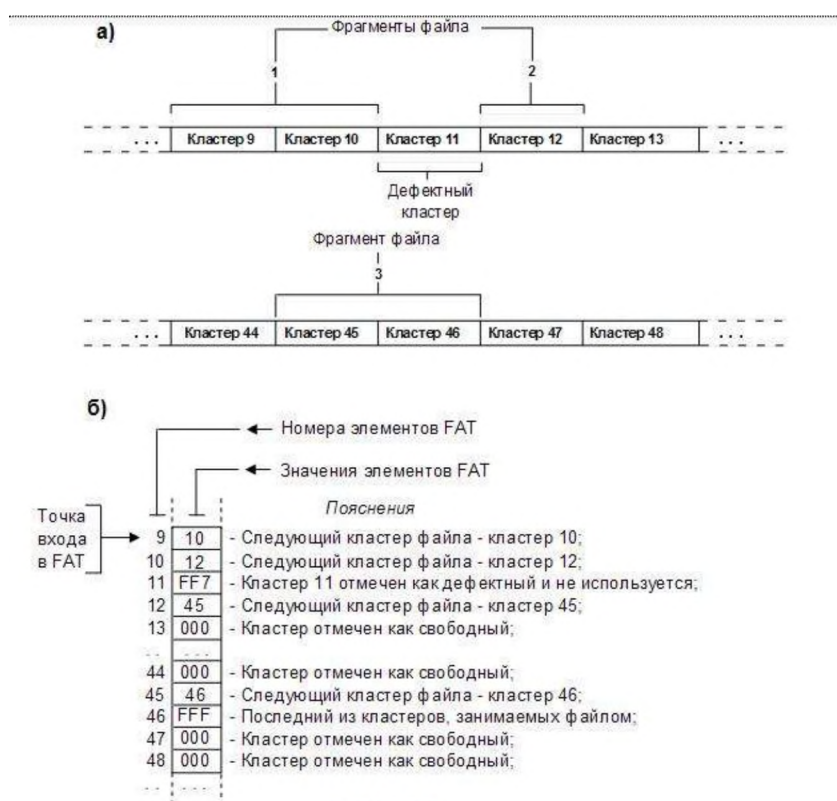 а)
Фрагменты файла
1
2
... Кластер 9 Кластер 10 Кластер 11 Кластер 12 Кластер 13 ...
Дефектный
кластер
Фрагмент файла
3
... Кластер 44 Кластер 45 Кластер 46 Кластер 47 Кластер 48 ...
б)
Номера элементов FAT
Значения элементов FAT
Пояснения
Точка
входа
в FAT
9 10 - Следующий кластер файла - кластер 10;
10 12 - Следующий кластер файла - кластер 12;
11 FF7 - Кластер 11 отмечен как дефектный и не используется;
12 45 - Следующий кластер файла - кластер 45;
13 000 - Кластер отмечен как свободный;
.. ...
44 000 - Кластер отмечен как свободный;
45 46 - Следующий кластер файла - кластер 46;
46 FFF - Последний из кластеров, занимаемых файлом;
47 000 - Кластер отмечен как свободный;
48 000 - Кластер отмечен как свободный;
.. ...